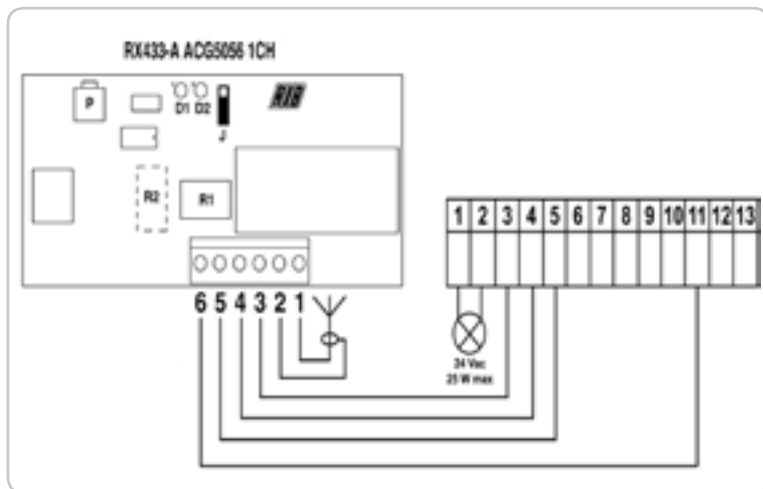 RX433-A ACG5056 1CH
P
D1 D2
RIB
J
R2
R1
1 2 3 4 5 6 7 8 9 10 11 12 13
6 5 4 3 2 1
24 Vac
25 W max